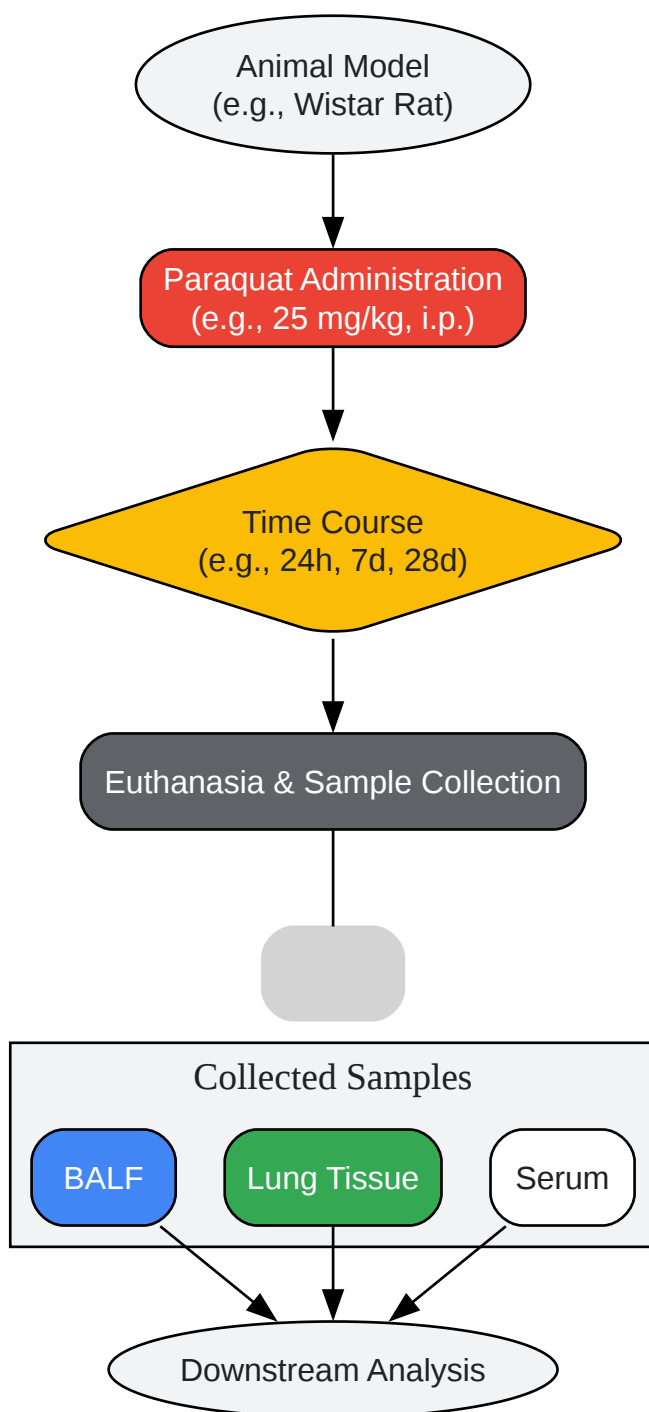 Animal Model
(e.g., Wistar Rat)
Paraquat Administration
(e.g., 25 mg/kg, i.p.)
Time Course
(e.g., 24h, 7d, 28d)
Euthanasia & Sample Collection
Collected Samples
BALF
Lung Tissue
Serum
Downstream Analysis